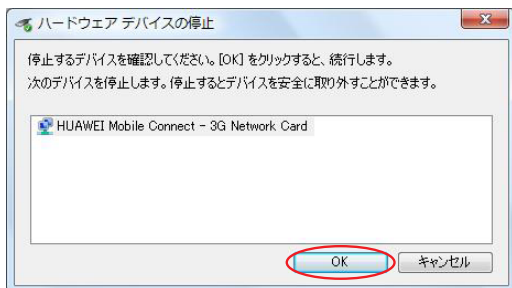 ハードウェア デバイスの停止
停止するデバイスを確認してください。[OK] をクリックすると、続行します。
次のデバイスを停止します。停止するとデバイスを安全に取り外すことができます。
HUAWEI Mobile Connect - 3G Network Card
OK
キャンセル